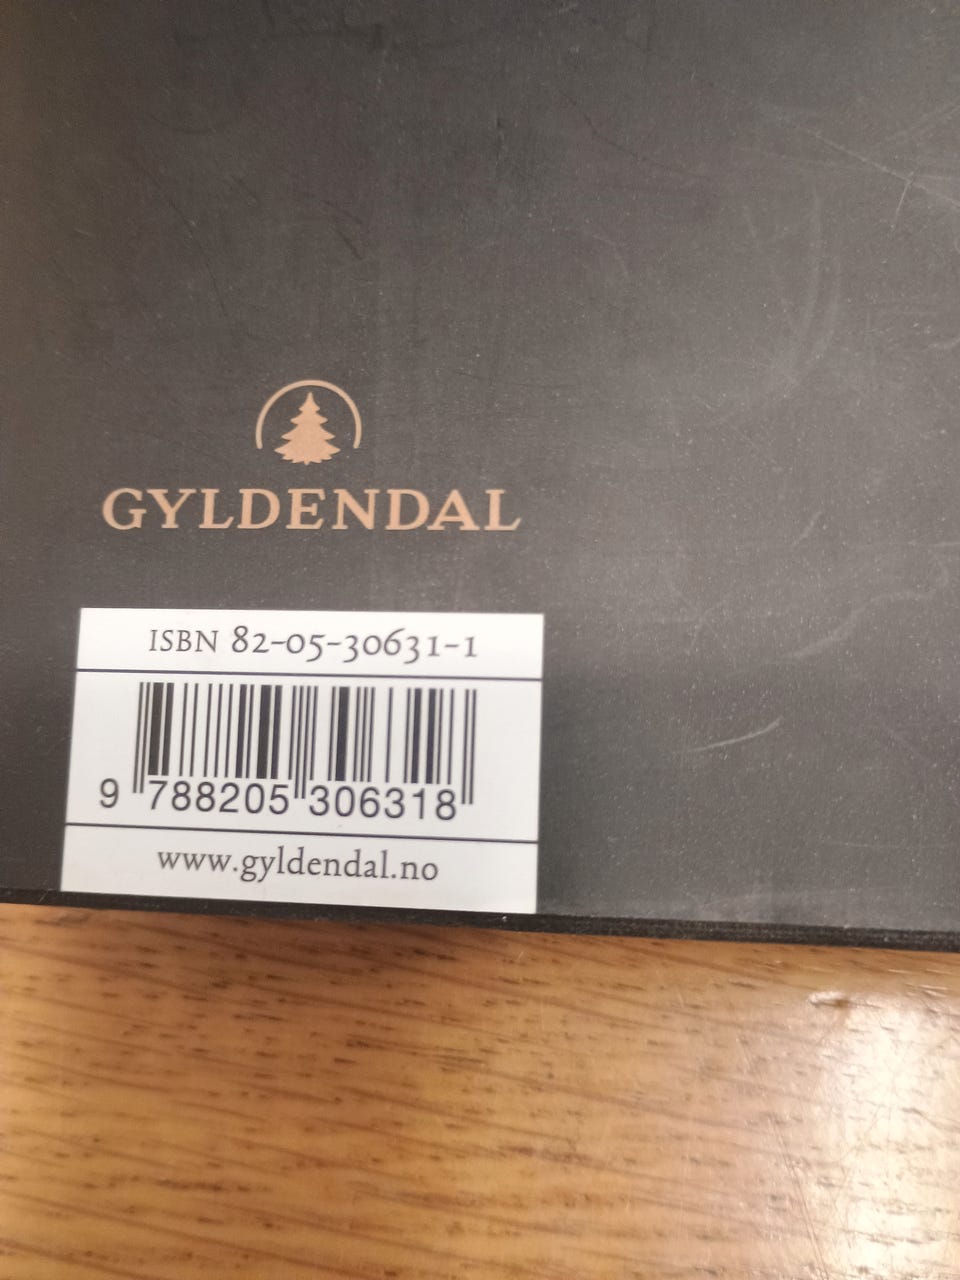 GYLDENDAL
ISBN 82-05-30631-1
9 788205 306318
www.gyldendal.no